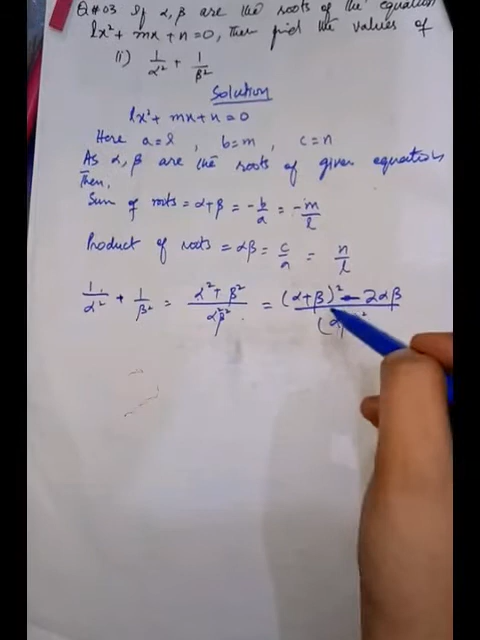 Q#03 If α, β are the roots of the equation
lx² + mx + n = 0, then find the values of
ii) 1/α² + 1/β²
Solution
lx² + mx + n = 0
Here a = l , b = m , c = n
As α, β are the roots of given equation
Then,
Sum of roots = α+β = -b/a = -m/l
Product of roots = αβ = c/a = n/l
1/α² + 1/β² = (α² + β²)/(α²β²) = ((α+β)² - 2αβ)/(α